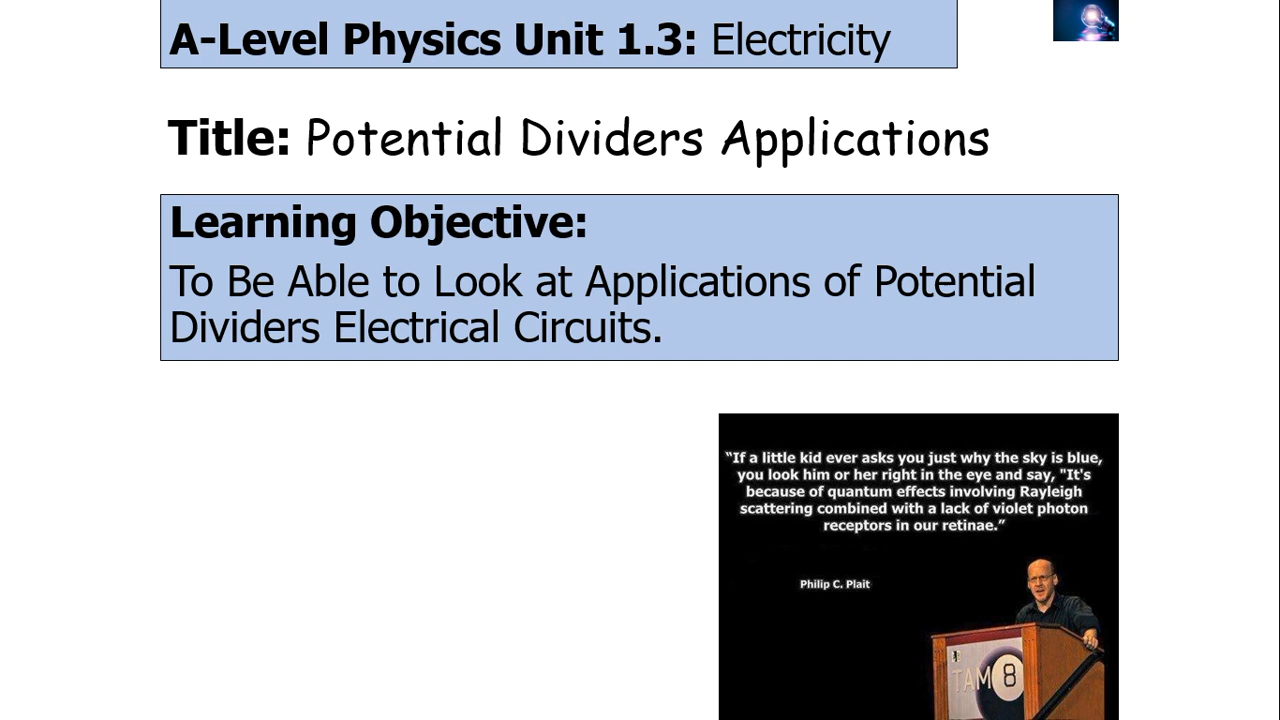 A-Level Physics Unit 1.3: Electricity
Title: Potential Dividers Applications
Learning Objective:
To Be Able to Look at Applications of Potential
Dividers Electrical Circuits.
“If a little kid ever asks you just why the sky is blue,
you look him or her right in the eye and say, "It's
because of quantum effects involving Rayleigh
scattering combined with a lack of violet photon
receptors in our retinae.”
Philip C. Plait
TAM 8